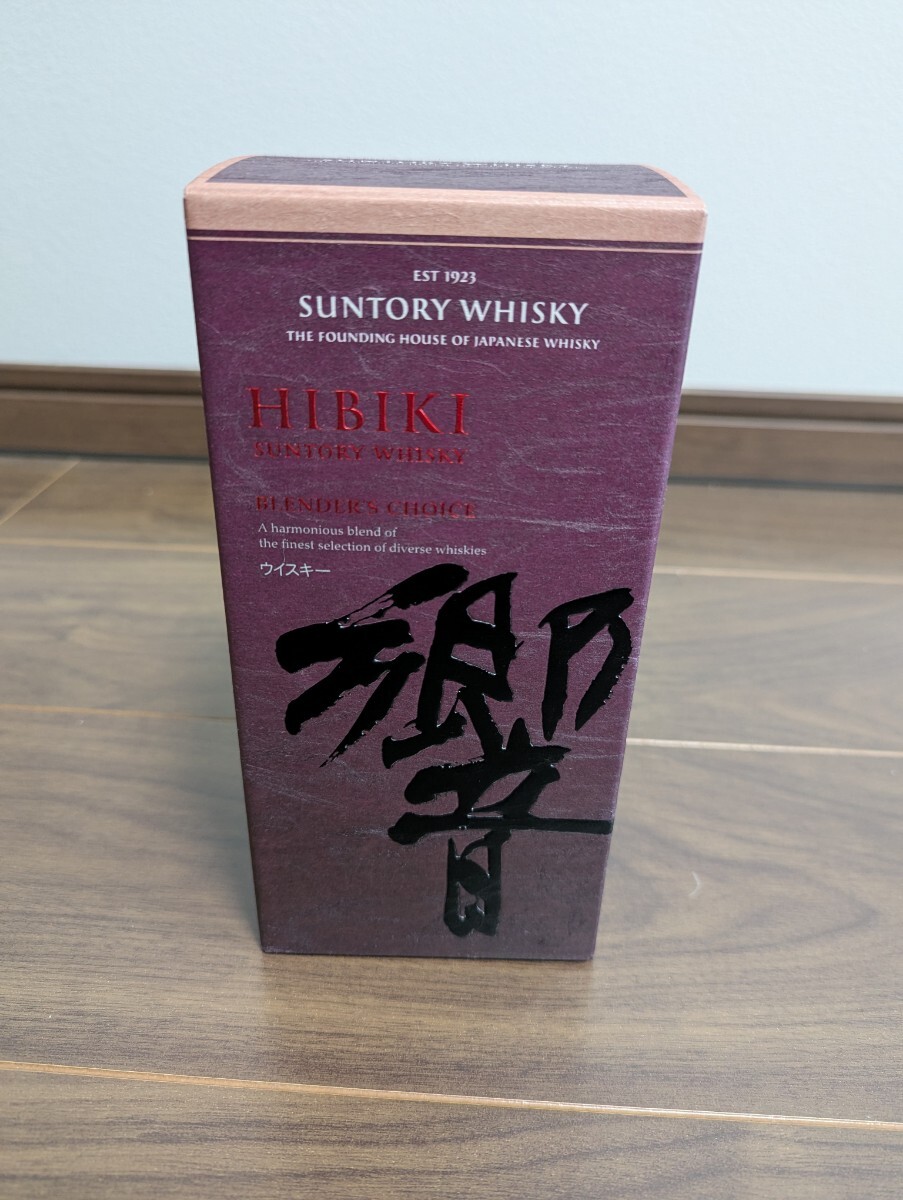 EST 1923
SUNTORY WHISKY
THE FOUNDING HOUSE OF JAPANESE WHISKY
HIBIKI
SUNTORY WHISKY
BLENDER'S CHOICE
A harmonious blend of
the finest selection of diverse whiskies
ウイスキー
響